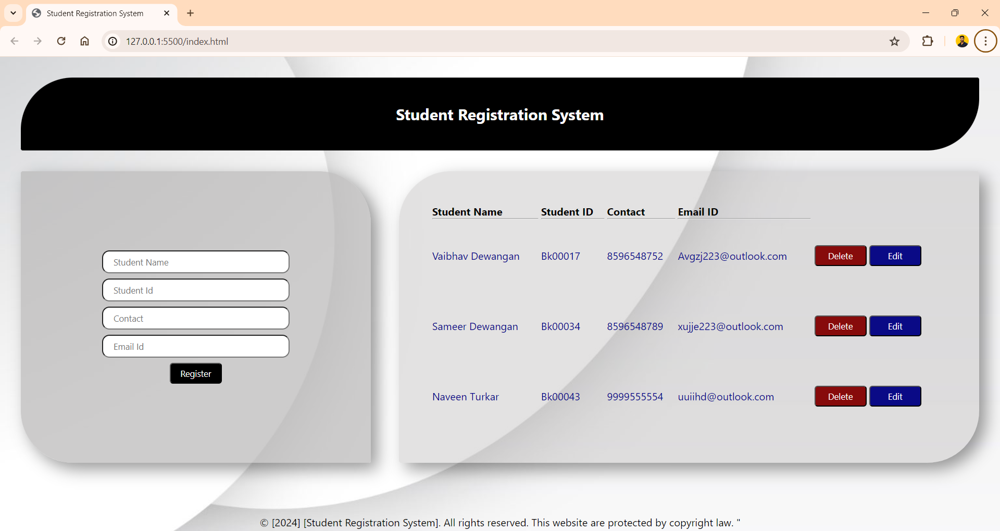 Student Registration System
127.0.0.1:5500/index.html
Student Registration System
Student Name
Student Id
Contact
Email Id
Register
Student Name Student ID Contact Email ID
Vaibhav Dewangan Bk00017 8596548752 Avgzj223@outlook.com Delete Edit
Sameer Dewangan Bk00034 8596548789 xujje223@outlook.com Delete Edit
Naveen Turkar Bk00043 9999555554 uuiihd@outlook.com Delete Edit
© [2024] [Student Registration System]. All rights reserved. This website are protected by copyright law. "